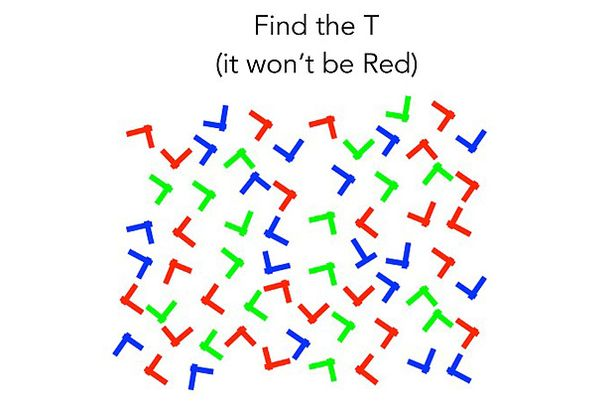 Find the T
(it won’t be Red)